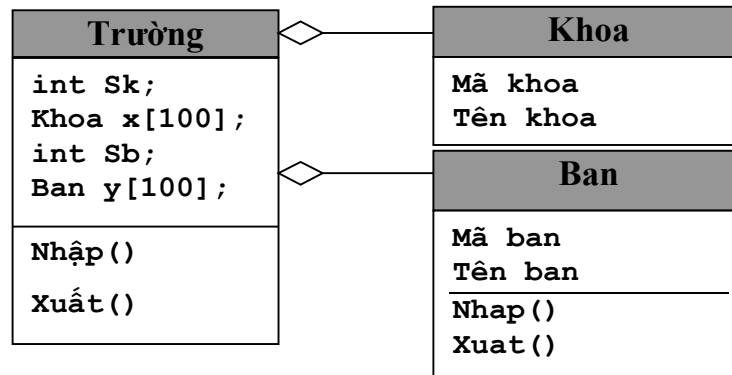 Trường
int Sk;
Khoa x[100];
int Sb;
Ban y[100];
Nhập()
Xuất()
Khoa
Mã khoa
Tên khoa
Ban
Mã ban
Tên ban
Nhap()
Xuat()